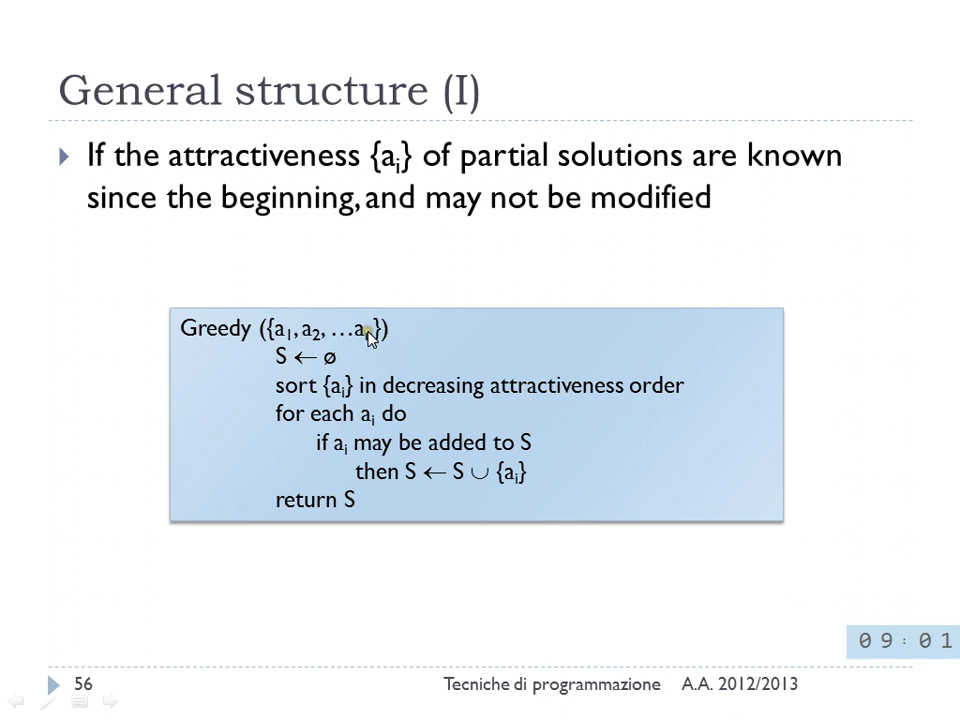 General structure (I)
If the attractiveness {ai} of partial solutions are known
since the beginning, and may not be modified
Greedy ({a1, a2, …an})
S ← ø
sort {ai} in decreasing attractiveness order
for each ai do
if ai may be added to S
then S ← S ∪ {ai}
return S
09:01
56
Tecniche di programmazione A.A. 2012/2013